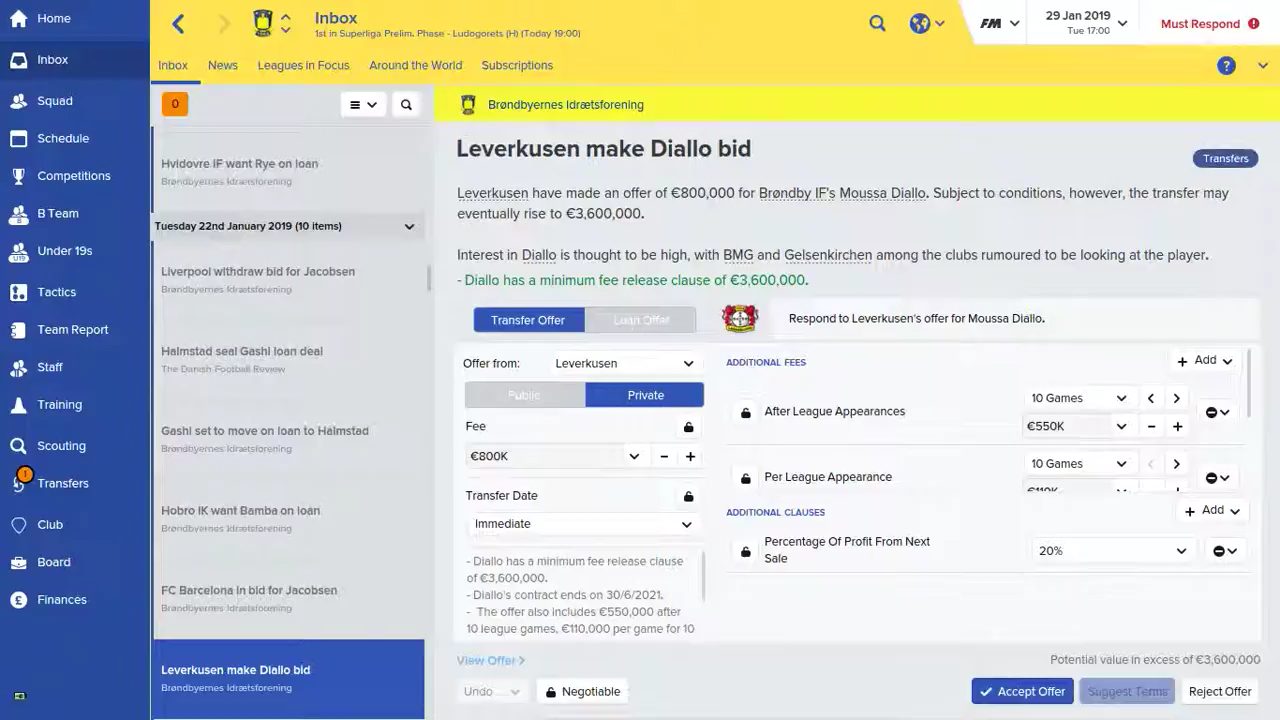 Home
Inbox
Squad
Schedule
Competitions
B Team
Under 19s
Tactics
Team Report
Staff
Training
Scouting
Transfers
Club
Board
Finances
Inbox
1st in Superliga Prelim. Phase - Ludogorets (H) (Today 19:00)
FM
29 Jan 2019
Tue 17:00
Must Respond
Inbox
News
Leagues in Focus
Around the World
Subscriptions
?
0
Hvidovre IF want Rye on loan
Brøndbyernes Idrætsforening
Tuesday 22nd January 2019 (10 items)
Liverpool withdraw bid for Jacobsen
Brøndbyernes Idrætsforening
Halmstad seal Gashi loan deal
The Danish Football Review
Gashi set to move on loan to Halmstad
Brøndbyernes Idrætsforening
Hobro IK want Bamba on loan
Brøndbyernes Idrætsforening
FC Barcelona in bid for Jacobsen
Brøndbyernes Idrætsforening
Leverkusen make Diallo bid
Brøndbyernes Idrætsforening
Brøndbyernes Idrætsforening
Leverkusen make Diallo bid
Transfers
Leverkusen have made an offer of €800,000 for Brøndby IF's Moussa Diallo. Subject to conditions, however, the transfer may
eventually rise to €3,600,000.
Interest in Diallo is thought to be high, with BMG and Gelsenkirchen among the clubs rumoured to be looking at the player.
- Diallo has a minimum fee release clause of €3,600,000.
Transfer Offer
Loan Offer
Respond to Leverkusen's offer for Moussa Diallo.
Offer from:
Leverkusen
Public
Private
Fee
€800K
Transfer Date
Immediate
- Diallo has a minimum fee release clause
of €3,600,000.
- Diallo's contract ends on 30/6/2021.
- The offer also includes €550,000 after
10 league games, €110,000 per game for 10
ADDITIONAL FEES
Add
After League Appearances
10 Games
€550K
Per League Appearance
10 Games
€110K
ADDITIONAL CLAUSES
Add
Percentage Of Profit From Next
Sale
20%
View Offer >
Potential value in excess of €3,600,000
Undo
Negotiable
Accept Offer
Suggest Terms
Reject Offer